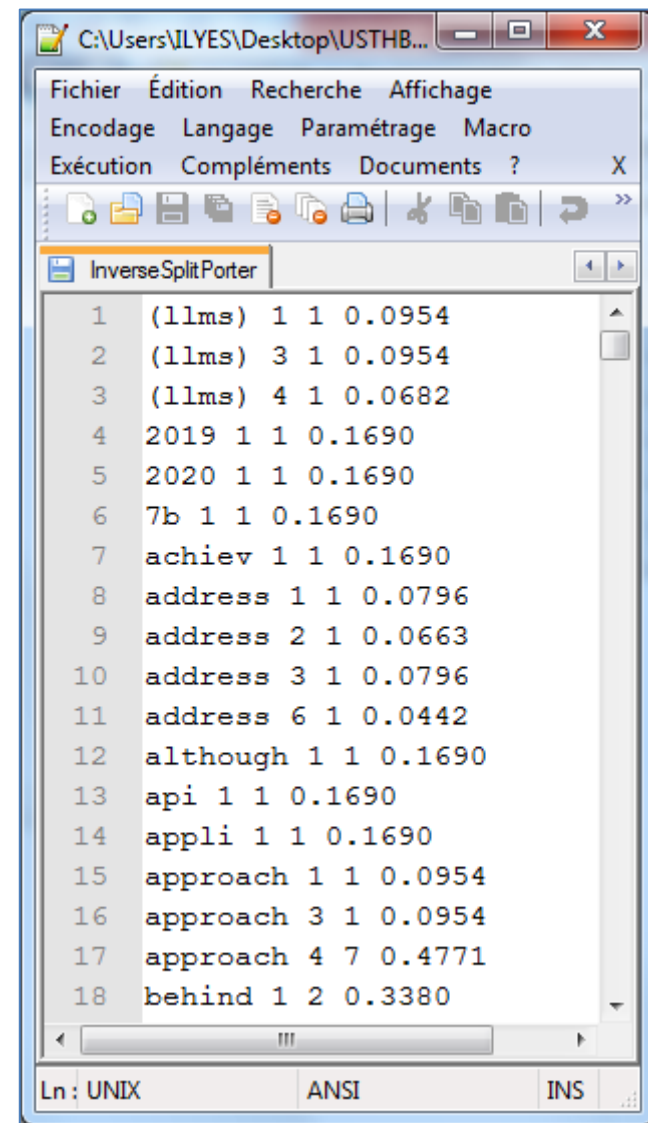 C:\Users\ILYES\Desktop\USTHB...
Fichier Édition Recherche Affichage
Encodage Langage Paramétrage Macro
Exécution Compléments Documents ? X
InverseSplitPorter
1 (llms) 1 1 0.0954
2 (llms) 3 1 0.0954
3 (llms) 4 1 0.0682
4 2019 1 1 0.1690
5 2020 1 1 0.1690
6 7b 1 1 0.1690
7 achiev 1 1 0.1690
8 address 1 1 0.0796
9 address 2 1 0.0663
10 address 3 1 0.0796
11 address 6 1 0.0442
12 although 1 1 0.1690
13 api 1 1 0.1690
14 appli 1 1 0.1690
15 approach 1 1 0.0954
16 approach 3 1 0.0954
17 approach 4 7 0.4771
18 behind 1 2 0.3380
Ln : UNIX ANSI INS